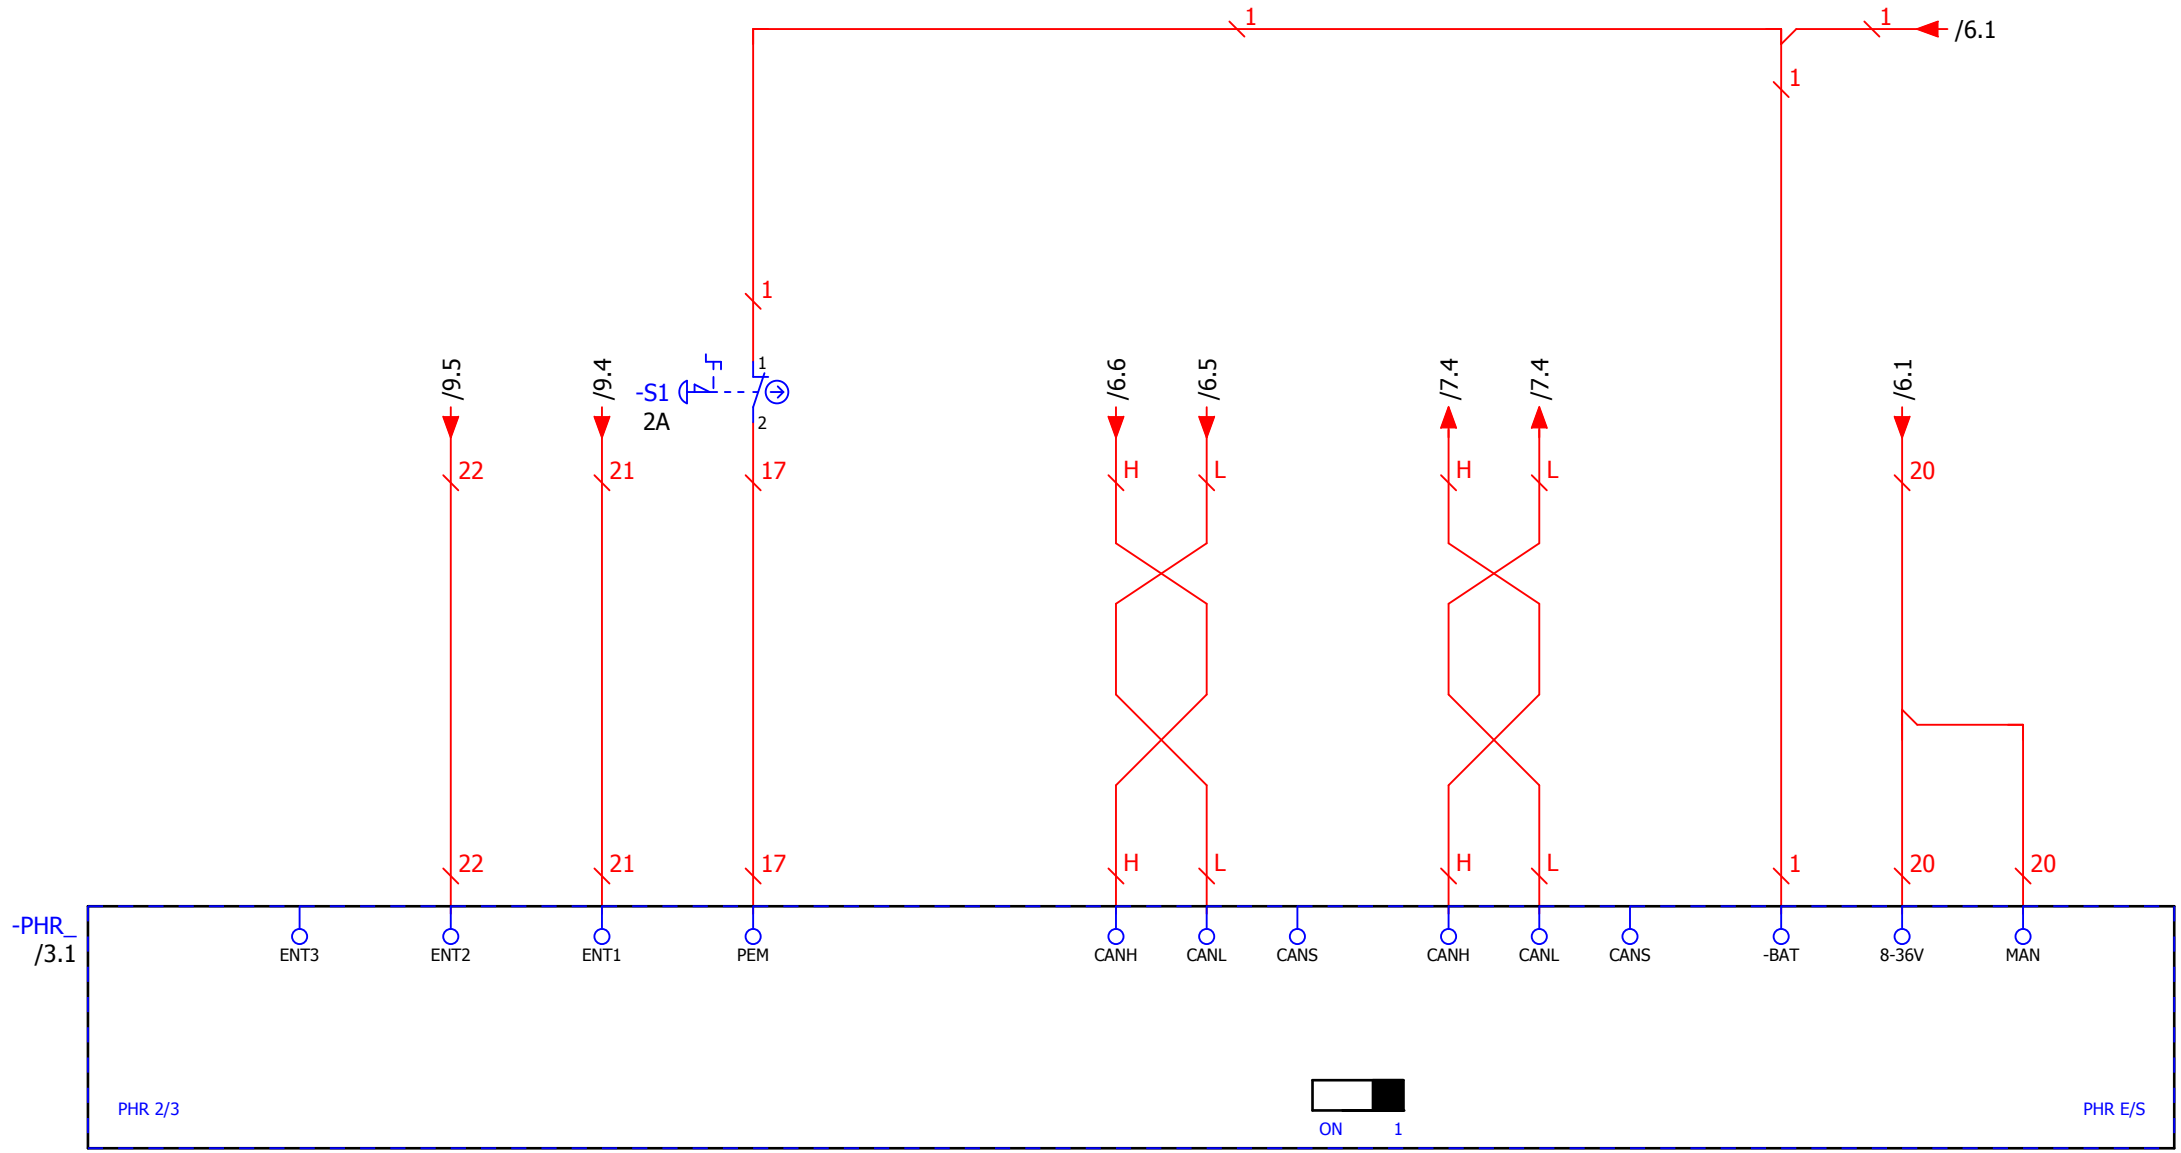 1
1
/6.1
1
1
/9.5
/9.4
-S1
2A
1
2
/6.6
/6.5
/7.4
/7.4
/6.1
22
21
17
H
L
H
L
20
22
21
17
H
L
H
L
1
20
20
-PHR_
/3.1
ENT3
ENT2
ENT1
PEM
CANH
CANL
CANS
CANH
CANL
CANS
-BAT
8-36V
MAN
PHR 2/3
ON
1
PHR E/S